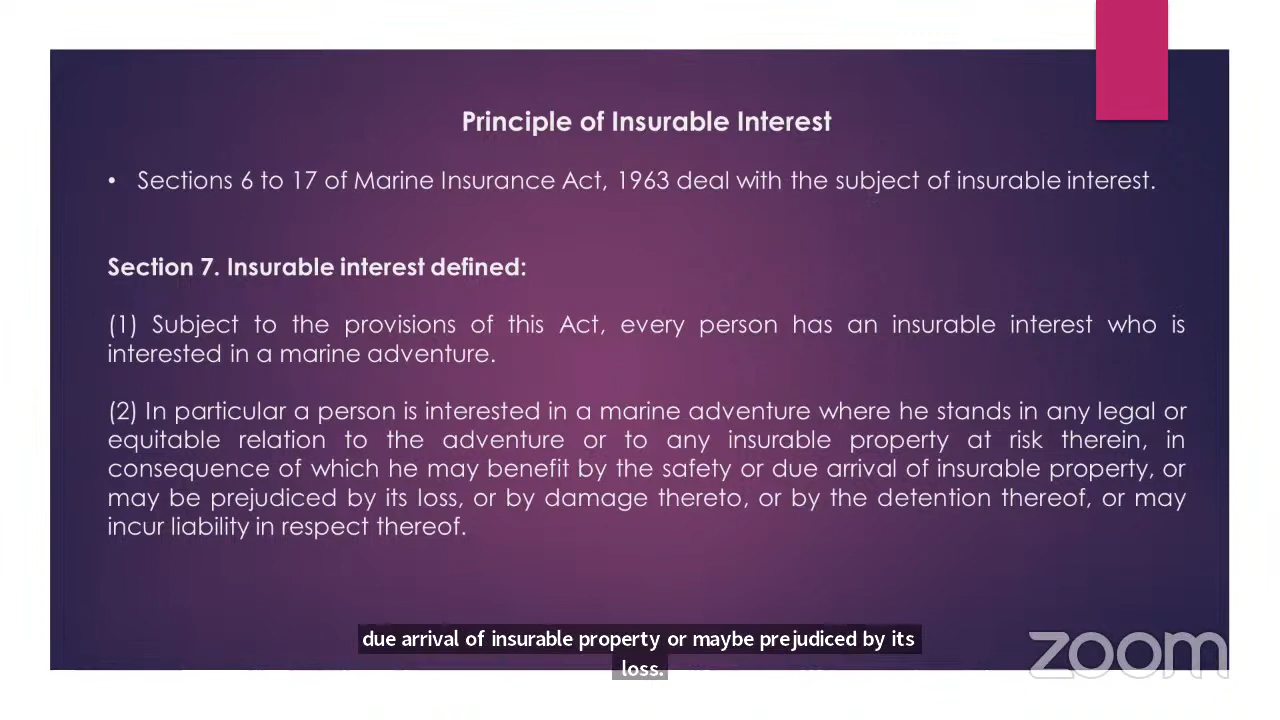 Principle of Insurable Interest
• Sections 6 to 17 of Marine Insurance Act, 1963 deal with the subject of insurable interest.
Section 7. Insurable interest defined:
(1) Subject to the provisions of this Act, every person has an insurable interest who is
interested in a marine adventure.
(2) In particular a person is interested in a marine adventure where he stands in any legal or
equitable relation to the adventure or to any insurable property at risk therein, in
consequence of which he may benefit by the safety or due arrival of insurable property, or
may be prejudiced by its loss, or by damage thereto, or by the detention thereof, or may
incur liability in respect thereof.
due arrival of insurable property or maybe prejudiced by its
loss.
zoom